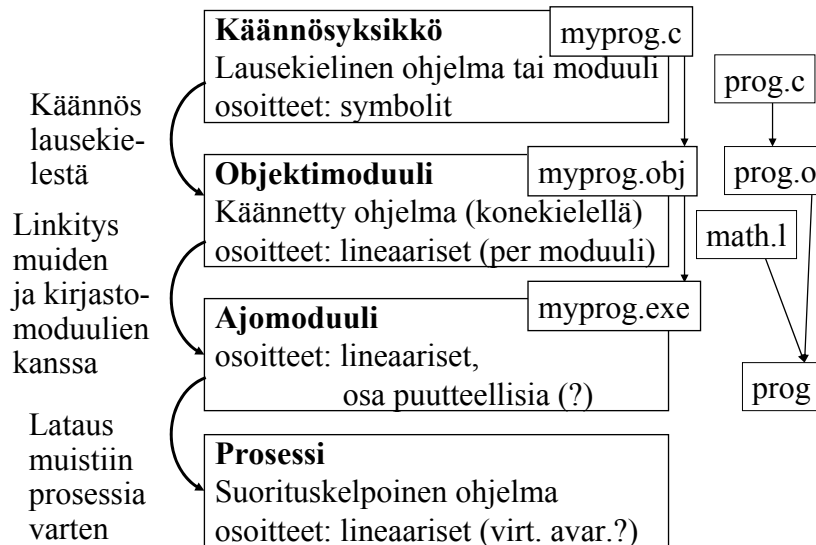 Käännösyksikkö
myprog.c
Lausekielinen ohjelma tai moduuli
osoitteet: symbolit
prog.c
Käännös
lausekie-
lestä
Objektimoduuli
myprog.obj
prog.o
Käännetty ohjelma (konekielellä)
osoitteet: lineaariset (per moduuli)
math.l
Linkitys
muiden
ja kirjasto-
moduulien
kanssa
Ajomoduuli
myprog.exe
osoitteet: lineaariset,
osa puutteellisia (?)
prog
Lataus
muistiin
prosessia
varten
Prosessi
Suorituskelpoinen ohjelma
osoitteet: lineaariset (virt. avar.?)